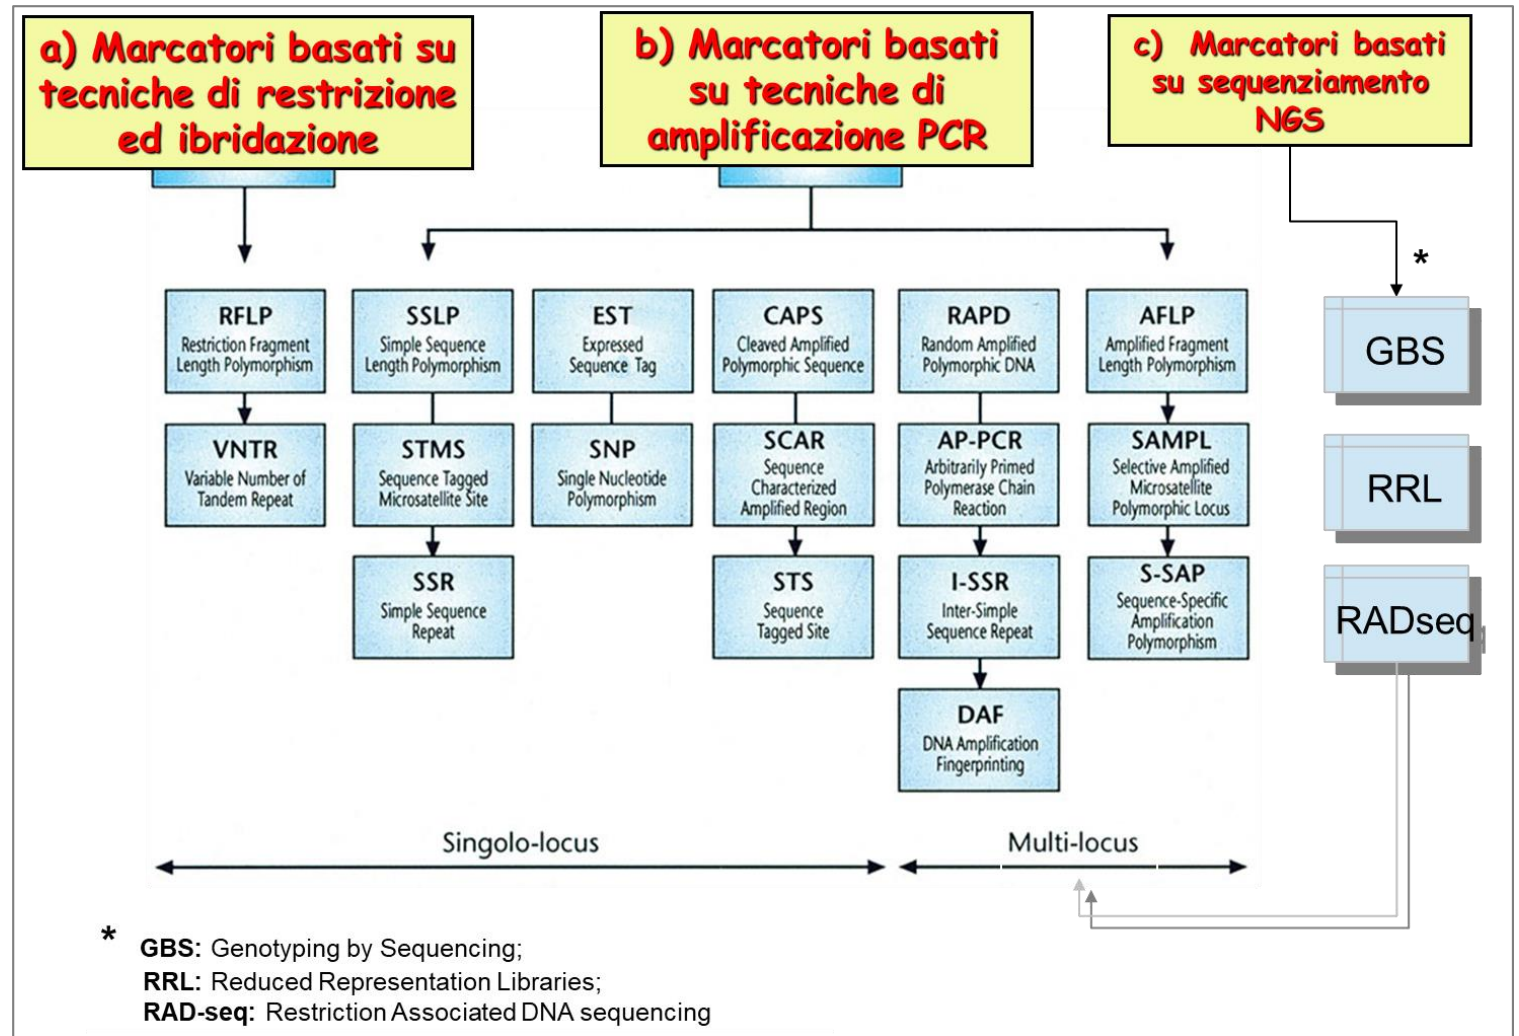 a) Marcatori basati su
tecniche di restrizione
ed ibridazione
b) Marcatori basati
su tecniche di
amplificazione PCR
c) Marcatori basati
su sequenziamento
NGS
*
RFLP
Restriction Fragment
Length Polymorphism
SSLP
Simple Sequence
Length Polymorphism
EST
Expressed
Sequence Tag
CAPS
Cleaved Amplified
Polymorphic Sequence
RAPD
Random Amplified
Polymorphic DNA
AFLP
Amplified Fragment
Length Polymorphism
GBS
VNTR
Variable Number of
Tandem Repeat
STMS
Sequence Tagged
Microsatellite Site
SNP
Single Nucleotide
Polymorphism
SCAR
Sequence
Characterized
Amplified Region
AP-PCR
Arbitrarily Primed
Polymerase Chain
Reaction
SAMPL
Selective Amplified
Microsatellite
Polymorphic Locus
RRL
SSR
Simple Sequence
Repeat
STS
Sequence
Tagged Site
I-SSR
Inter-Simple
Sequence Repeat
S-SAP
Sequence-Specific
Amplification
Polymorphism
RADseq
DAF
DNA Amplification
Fingerprinting
Singolo-locus
Multi-locus
* GBS: Genotyping by Sequencing;
RRL: Reduced Representation Libraries;
RAD-seq: Restriction Associated DNA sequencing